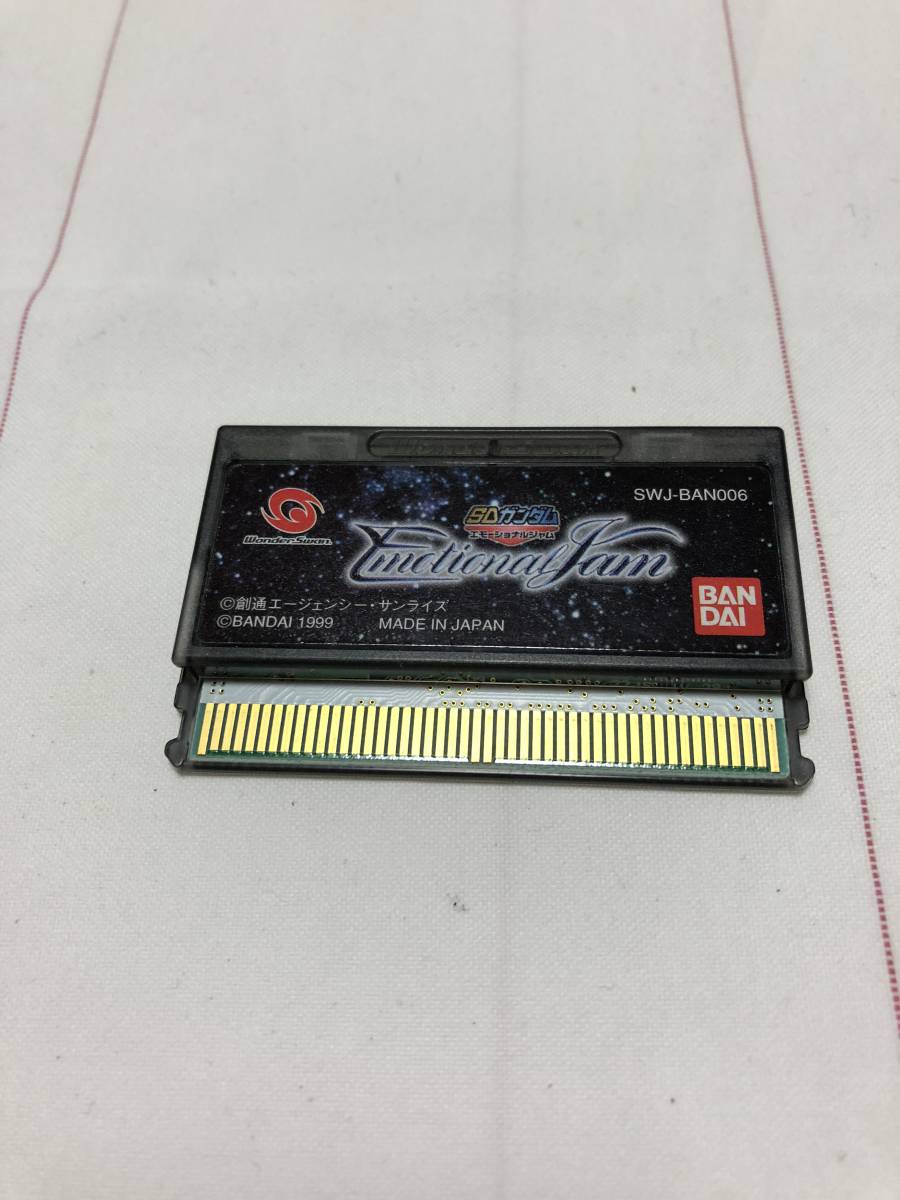 SWJ-BAN006
WonderSwan
SDガンダム
エモーショナルジャム
Emotional Jam
BAN
DAI
©創通エージェンシー・サンライズ
©BANDAI 1999 MADE IN JAPAN